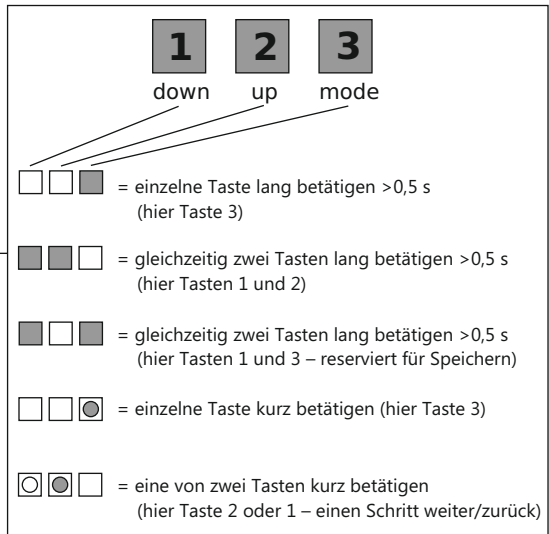 1 2 3
down up mode
= einzelne Taste lang betätigen >0,5 s
(hier Taste 3)
= gleichzeitig zwei Tasten lang betätigen >0,5 s
(hier Tasten 1 und 2)
= gleichzeitig zwei Tasten lang betätigen >0,5 s
(hier Tasten 1 und 3 – reserviert für Speichern)
= einzelne Taste kurz betätigen (hier Taste 3)
= eine von zwei Tasten kurz betätigen
(hier Taste 2 oder 1 – einen Schritt weiter/zurück)